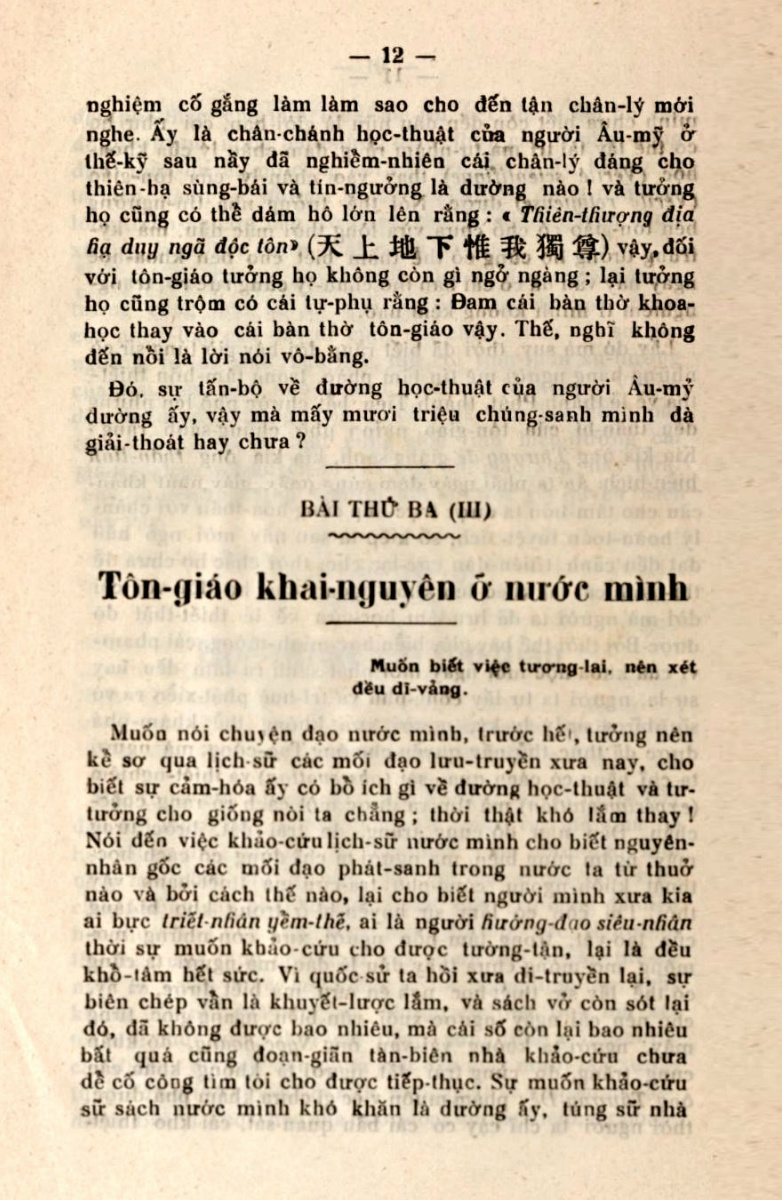 — 12 —
nghiệm cố gắng làm làm sao cho đến tận chân-lý mới
nghe. Ấy là chân-chánh học-thuật của người Âu-mỹ ở
thế-kỹ sau nầy đã nghiễm-nhiên cái chân-lý đáng cho
thiên-hạ sùng-bái và tín-ngưởng là dường nào ! và tưởng
họ cũng có thể dám hô lớn lên rằng : « Thiên-thượng địa
hạ duy ngã độc tôn» (天上地下惟我獨尊) vậy, đối
với tôn-giáo tưởng họ không còn gì ngở ngàng ; lại tưởng
họ cũng trộm có cái tự-phụ rằng : Đam cái bàn thờ khoa-
học thay vào cái bàn thờ tôn-giáo vậy. Thế, nghĩ không
đến nỗi là lời nói vô-bằng.
Đó, sự tấn-bộ về đường học-thuật của người Âu-mỷ
dường ấy, vậy mà mấy mươi triệu chúng-sanh mình đà
giải-thoát hay chưa ?
BÀI THỨ BA (III)
Tôn-giáo khai-nguyên ở nước mình
Muốn biết việc tương-lai, nên xét
đều dĩ-vảng.
Muốn nói chuyện đạo nước mình, trước hết, tưởng nên
kể sơ qua lịch-sữ các mối đạo lưu-truyền xưa nay, cho
biết sự cảm-hóa ấy có bổ ích gì về đường học-thuật và tư-
tưởng cho giống nòi ta chăng ; thời thật khó lắm thay !
Nói đến việc khảo-cứu lịch-sữ nước mình cho biết nguyên-
nhân gốc các mối đạo phát-sanh trong nước ta từ thuở
nào và bởi cách thế nào, lại cho biết người mình xưa kia
ai bực triết-nhân yểm-thế, ai là người hướng-đạo siêu-nhân
thời sự muốn khảo-cứu cho được tường-tận, lại là đều
khổ-tâm hết sức. Vì quốc-sử ta hồi xưa di-truyền lại, sự
biên chép vẫn là khuyết-lược lắm, và sách vở còn sót lại
đó, đã không được bao nhiêu, mà cái số còn lại bao nhiêu
bất quá cũng đoạn-giãn tàn-biên nhà khảo-cứu chưa
dễ cố công tìm tòi cho được tiếp-thục. Sự muốn khảo-cứu
sữ sách nước mình khó khăn là dường ấy, túng sữ nhà